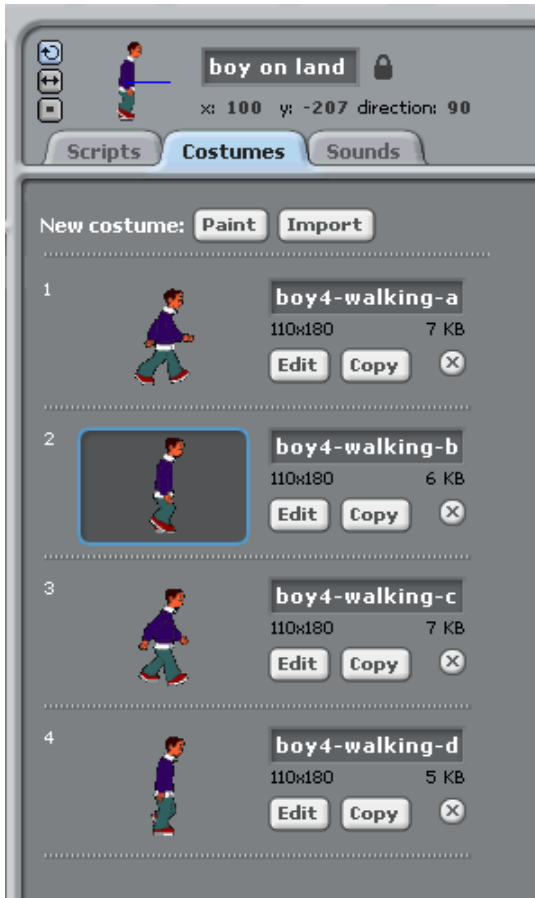 boy on land
x: 100 y: -207 direction: 90
Scripts Costumes Sounds
New costume: Paint Import
1
boy4-walking-a
110x180 7 KB
Edit Copy
2
boy4-walking-b
110x180 6 KB
Edit Copy
3
boy4-walking-c
110x180 7 KB
Edit Copy
4
boy4-walking-d
110x180 5 KB
Edit Copy